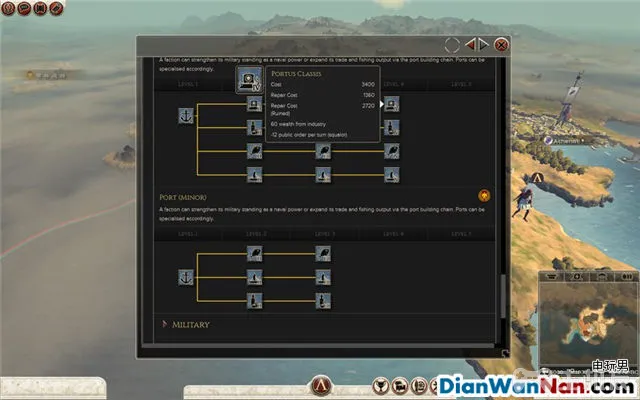 A faction can strengthen its military standing as a naval power or expand its trade and fishing output via the port building chain. Ports can be
specialised accordingly.
LEVEL 1
PORTUS CLASSIS
Cost 3400
Repair Cost 1360
Repair Cost 2720
(Ruined)
60 wealth from industry
-12 public order per turn (squalor)
IV
PORT (MINOR)
A faction can strengthen its military standing as a naval power or expand its trade and fishing output via the port building chain. Ports can be
specialised accordingly.
LEVEL 1 LEVEL 2 LEVEL 3 LEVEL 4 LEVEL 5
MILITARY
电玩男
DianWanNan.com